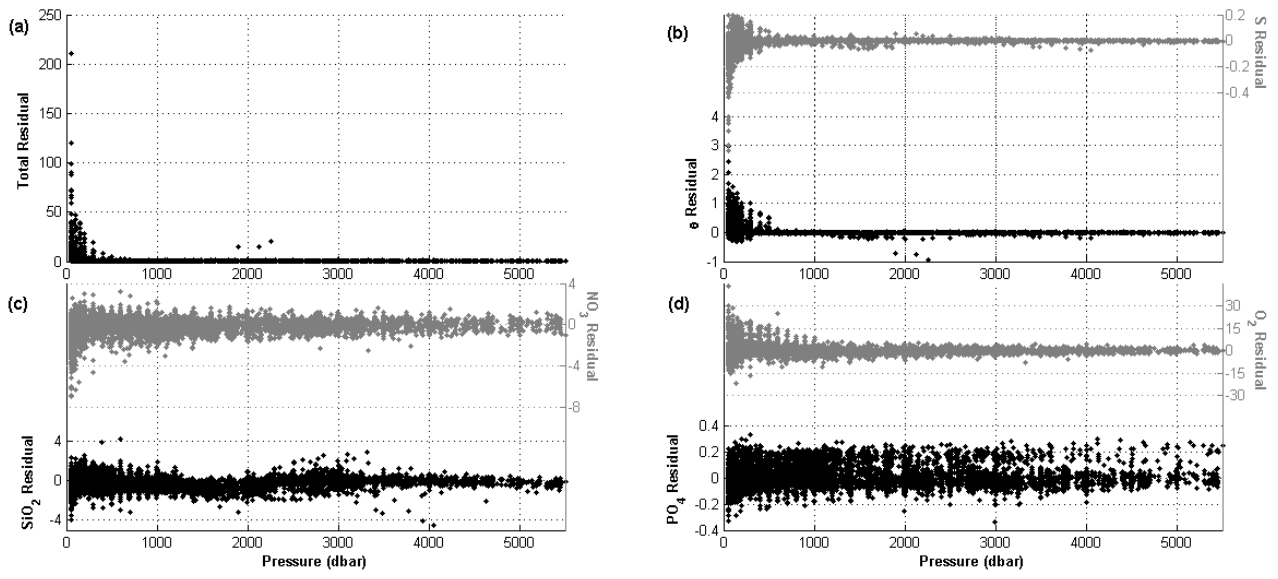 (a)
Total Residual
250
200
150
100
50
0
0 1000 2000 3000 4000 5000
(b)
S Residual
0.2
0
-0.2
-0.4
θ Residual
4
3
2
1
0
-1
0 1000 2000 3000 4000 5000
(c)
NO3 Residual
4
0
-4
-8
SiO2 Residual
4
0
-4
0 1000 2000 3000 4000 5000
Pressure (dbar)
(d)
O2 Residual
30
15
0
-15
-30
PO4 Residual
0.4
0.2
0
-0.2
-0.4
0 1000 2000 3000 4000 5000
Pressure (dbar)